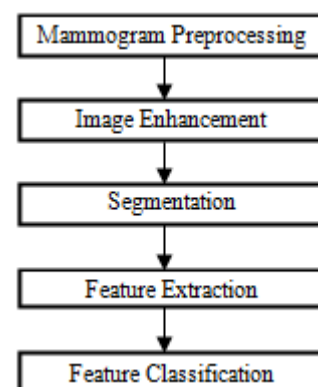 Mammogram Preprocessing
Image Enhancement
Segmentation
Feature Extraction
Feature Classification